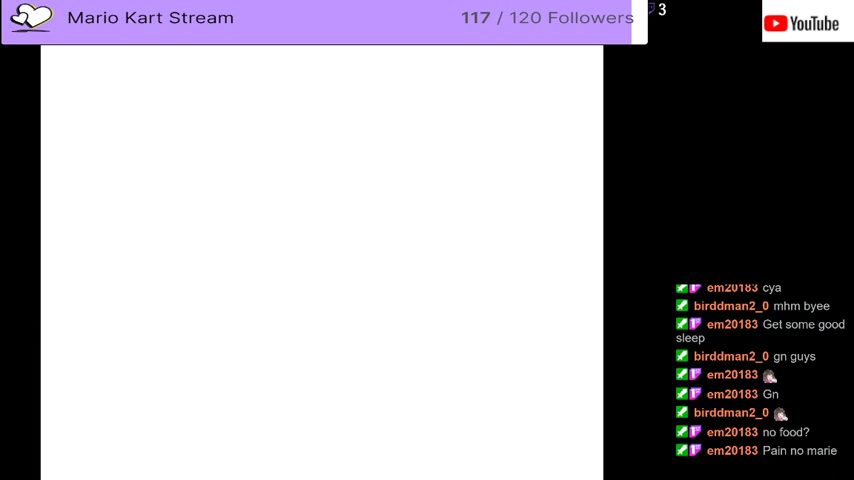 Mario Kart Stream
117 / 120 Followers
3
YouTube
em20183 cya
birddman2_0 mhm byee
em20183 Get some good
sleep
birddman2_0 gn guys
em20183
em20183 Gn
birddman2_0
em20183 no food?
em20183 Pain no marie